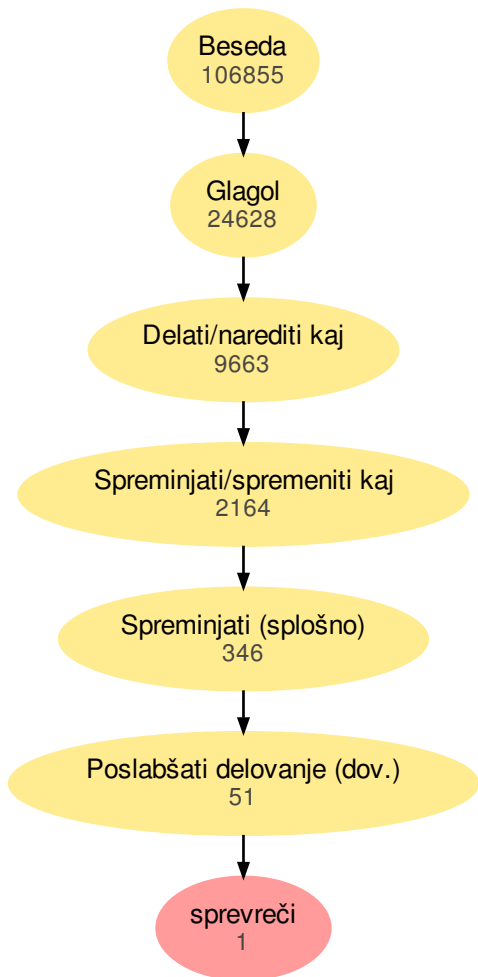 Beseda
106855
Glagol
24628
Delati/narediti kaj
9663
Spreminjati/spremeniti kaj
2164
Spreminjati (splošno)
346
Poslabšati delovanje (dov.)
51
sprevreči
1